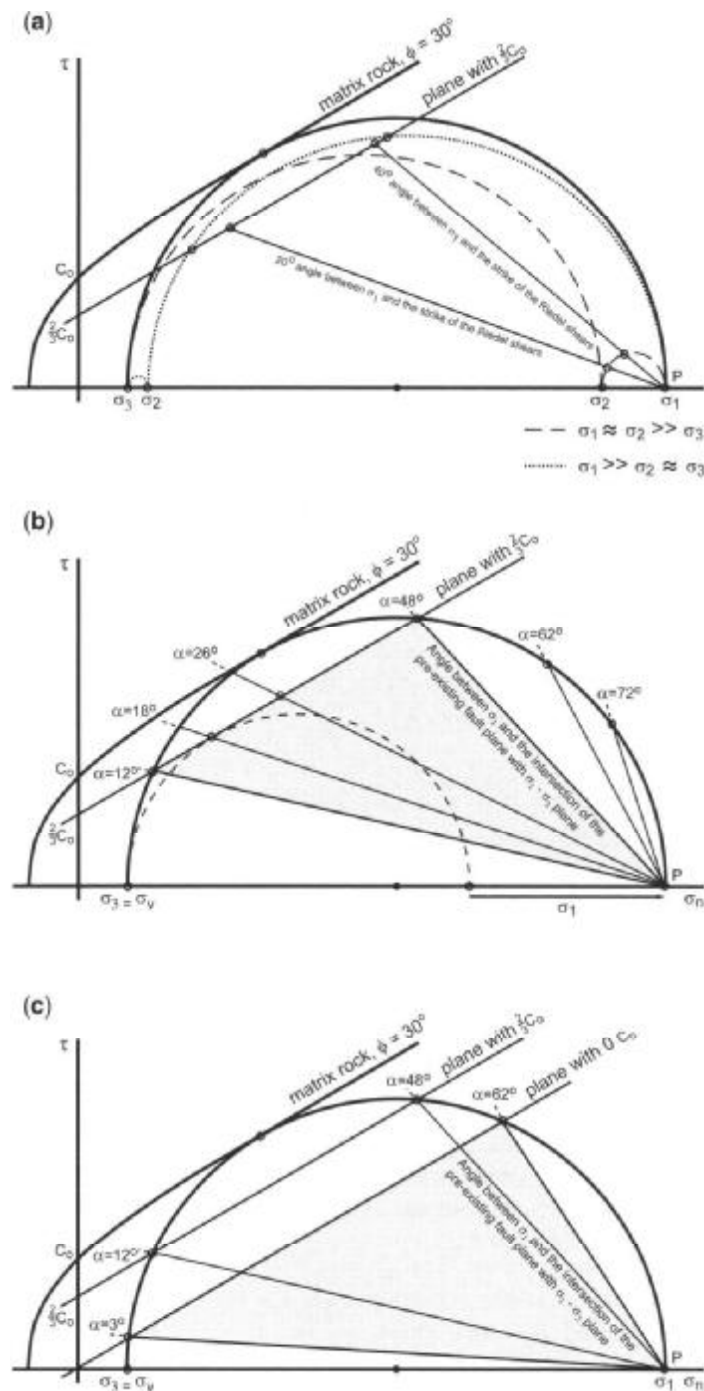 (a)
τ
matrix rock, ϕ = 30°
plane with ⅔C₀
60° angle between σ₁ and the strike of the Riedel shears
20° angle between σ₁ and the strike of the Riedel shears
C₀
⅔C₀
P
σ₃ σ₂ σ₂ σ₁
σ₁ ≈ σ₂ >> σ₃
σ₁ >> σ₂ ≈ σ₃
(b)
τ
matrix rock, ϕ = 30°
plane with ⅔C₀
α=48°
α=26°
α=62°
α=18°
α=72°
Angle between σ₁ and the intersection of the
pre-existing fault plane with σ₁ - σ₃ plane
C₀
α=12°
⅔C₀
P
σ₃ = σᵥ
σ₁
σₙ
(c)
τ
matrix rock, ϕ = 30°
plane with ⅔C₀
plane with 0 C₀
α=48°
α=62°
Angle between σ₁ and the intersection of the
pre-existing fault plane with σ₁ - σ₃ plane
C₀
α=12°
⅔C₀
α=3°
P
σ₃ = σᵥ
σ₁ σₙ